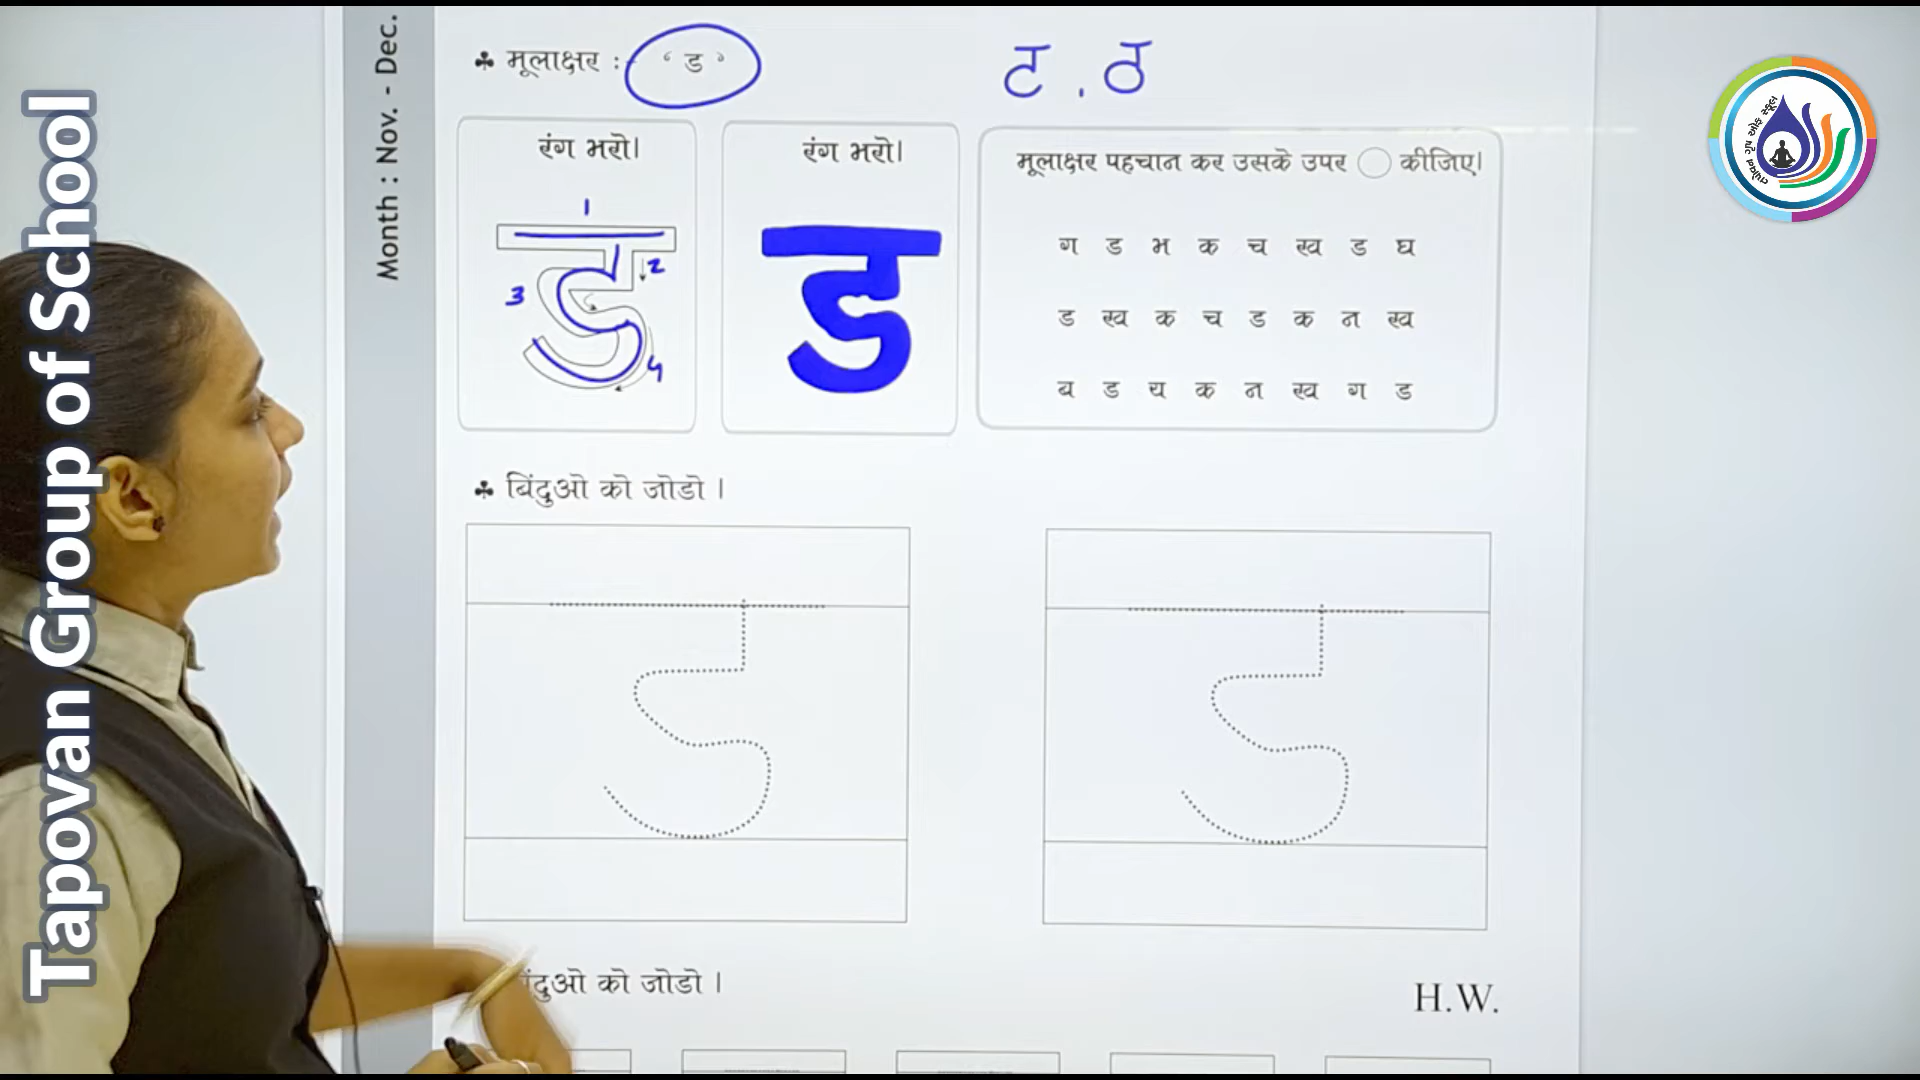 Tapovan Group of School
Month : Nov. - Dec.
♣ मूलाक्षर :- ‘ ड ’
ट . ठ
रंग भरो।
1
2
3
4
ड
रंग भरो।
ड
मूलाक्षर पहचान कर उसके उपर ◯ कीजिए।
ग ड भ क च ख ड घ
ड ख क च ड क न ख
ब ड य क न ख ग ड
♣ बिंदुओ को जोडो ।
ड ड
बिंदुओ को जोडो ।
H.W.